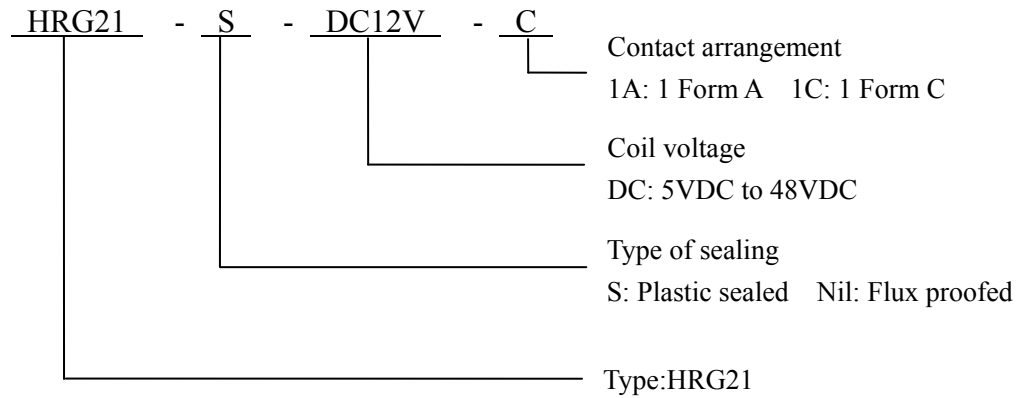 HRG21 - S - DC12V - C
Contact arrangement
1A: 1 Form A 1C: 1 Form C
Coil voltage
DC: 5VDC to 48VDC
Type of sealing
S: Plastic sealed Nil: Flux proofed
Type:HRG21